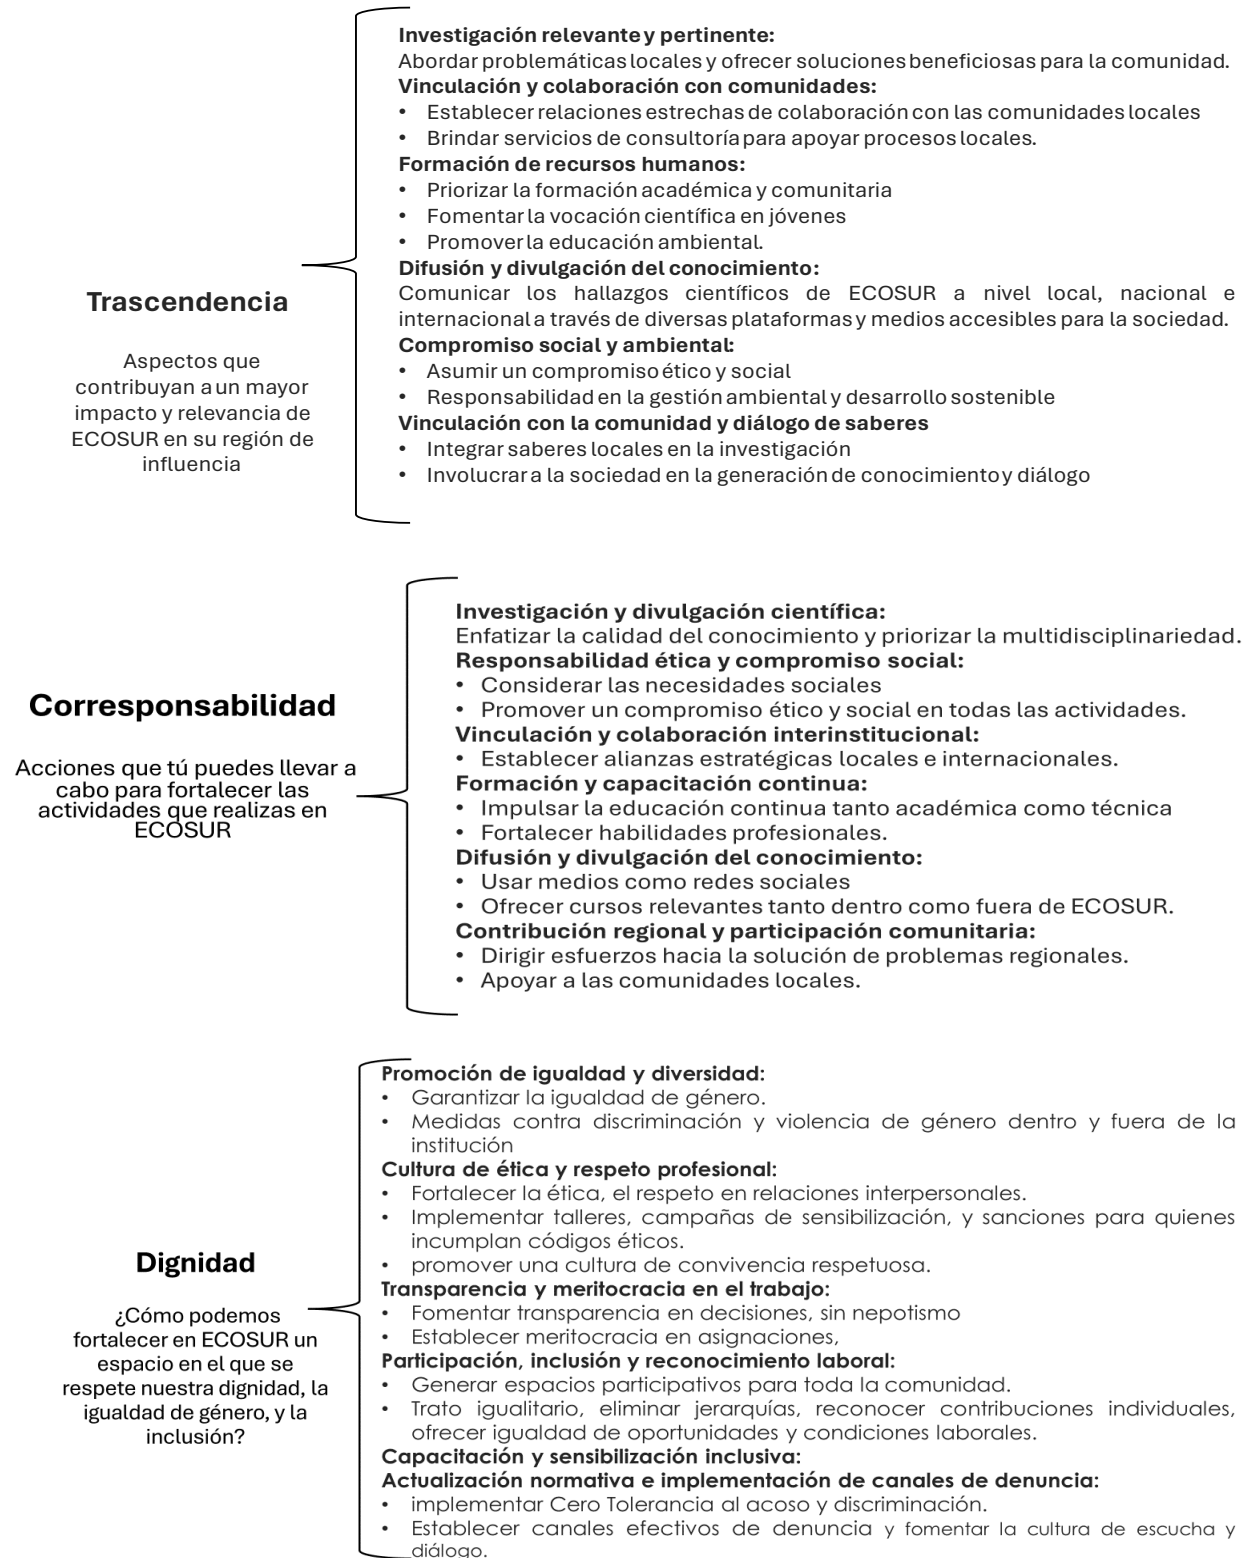 Trascendencia
Aspectos que
contribuyan a un mayor
impacto y relevancia de
ECOSUR en su región de
influencia
Investigación relevante y pertinente:
Abordar problemáticas locales y ofrecer soluciones beneficiosas para la comunidad.
Vinculación y colaboración con comunidades:
• Establecer relaciones estrechas de colaboración con las comunidades locales
• Brindar servicios de consultoría para apoyar procesos locales.
Formación de recursos humanos:
• Priorizar la formación académica y comunitaria
• Fomentar la vocación científica en jóvenes
• Promover la educación ambiental.
Difusión y divulgación del conocimiento:
Comunicar los hallazgos científicos de ECOSUR a nivel local, nacional e
internacional a través de diversas plataformas y medios accesibles para la sociedad.
Compromiso social y ambiental:
• Asumir un compromiso ético y social
• Responsabilidad en la gestión ambiental y desarrollo sostenible
Vinculación con la comunidad y diálogo de saberes
• Integrar saberes locales en la investigación
• Involucrar a la sociedad en la generación de conocimiento y diálogo
Corresponsabilidad
Acciones que tú puedes llevar a
cabo para fortalecer las
actividades que realizas en
ECOSUR
Investigación y divulgación científica:
Enfatizar la calidad del conocimiento y priorizar la multidisciplinariedad.
Responsabilidad ética y compromiso social:
• Considerar las necesidades sociales
• Promover un compromiso ético y social en todas las actividades.
Vinculación y colaboración interinstitucional:
• Establecer alianzas estratégicas locales e internacionales.
Formación y capacitación continua:
• Impulsar la educación continua tanto académica como técnica
• Fortalecer habilidades profesionales.
Difusión y divulgación del conocimiento:
• Usar medios como redes sociales
• Ofrecer cursos relevantes tanto dentro como fuera de ECOSUR.
Contribución regional y participación comunitaria:
• Dirigir esfuerzos hacia la solución de problemas regionales.
• Apoyar a las comunidades locales.
Dignidad
¿Cómo podemos
fortalecer en ECOSUR un
espacio en el que se
respete nuestra dignidad, la
igualdad de género, y la
inclusión?
Promoción de igualdad y diversidad:
• Garantizar la igualdad de género.
• Medidas contra discriminación y violencia de género dentro y fuera de la
institución
Cultura de ética y respeto profesional:
• Fortalecer la ética, el respeto en relaciones interpersonales.
• Implementar talleres, campañas de sensibilización, y sanciones para quienes
incumplan códigos éticos.
• promover una cultura de convivencia respetuosa.
Transparencia y meritocracia en el trabajo:
• Fomentar transparencia en decisiones, sin nepotismo
• Establecer meritocracia en asignaciones,
Participación, inclusión y reconocimiento laboral:
• Generar espacios participativos para toda la comunidad.
• Trato igualitario, eliminar jerarquías, reconocer contribuciones individuales,
ofrecer igualdad de oportunidades y condiciones laborales.
Capacitación y sensibilización inclusiva:
Actualización normativa e implementación de canales de denuncia:
• implementar Cero Tolerancia al acoso y discriminación.
• Establecer canales efectivos de denuncia y fomentar la cultura de escucha y
diálogo.